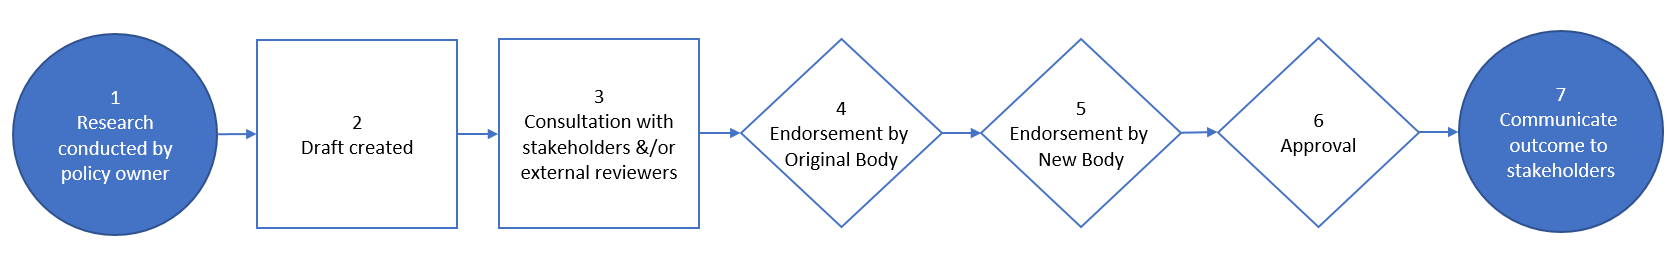 1
Research
conducted by
policy owner
2
Draft created
3
Consultation with
stakeholders &/or
external reviewers
4
Endorsement by
Original Body
5
Endorsement by
New Body
6
Approval
7
Communicate
outcome to
stakeholders